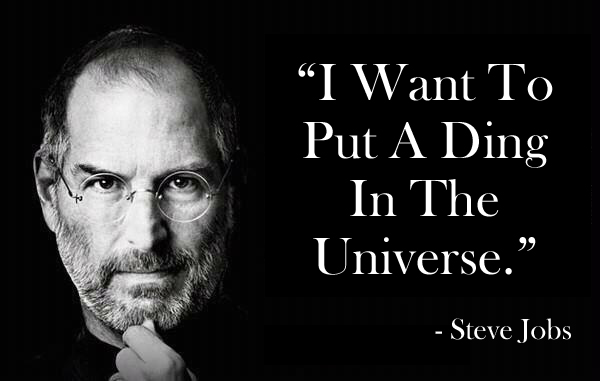 “I Want To
Put A Ding
In The
Universe.”
- Steve Jobs